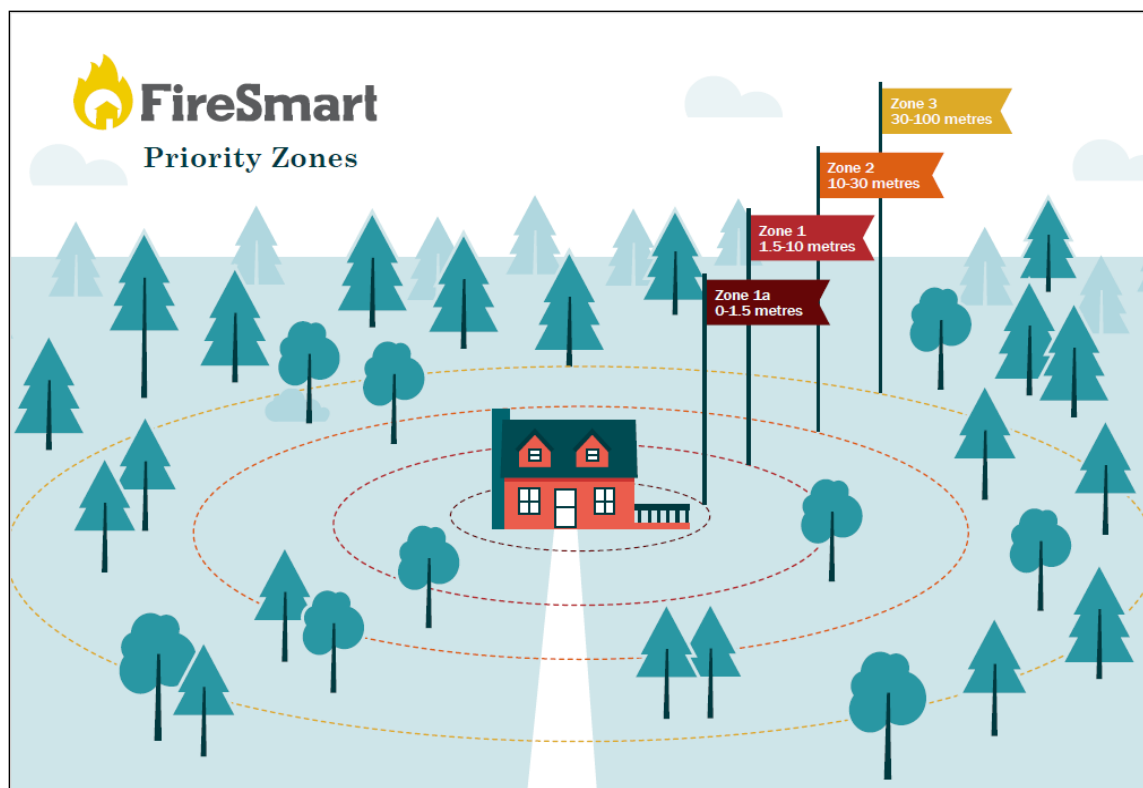 FireSmart
Priority Zones
Zone 3
30-100 metres
Zone 2
10-30 metres
Zone 1
1.5-10 metres
Zone 1a
0-1.5 metres